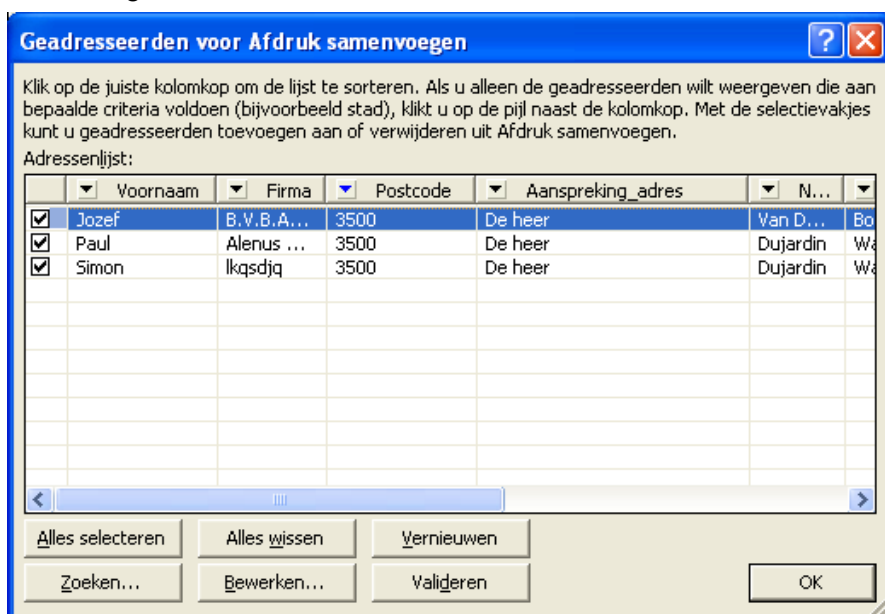 Geadresseerden voor Afdruk samenvoegen
Klik op de juiste kolomkop om de lijst te sorteren. Als u alleen de geadresseerden wilt weergeven die aan
bepaalde criteria voldoen (bijvoorbeeld stad), klikt u op de pijl naast de kolomkop. Met de selectievakjes
kunt u geadresseerden toevoegen aan of verwijderen uit Afdruk samenvoegen.
Adressenlijst:
Voornaam Firma Postcode Aanspreking_adres N...
Jozef B.V.B.A... 3500 De heer Van D... Bo
Paul Alenus ... 3500 De heer Dujardin Wa
Simon lkqsdjq 3500 De heer Dujardin Wa
Alles selecteren Alles wissen Vernieuwen
Zoeken... Bewerken... Valideren OK